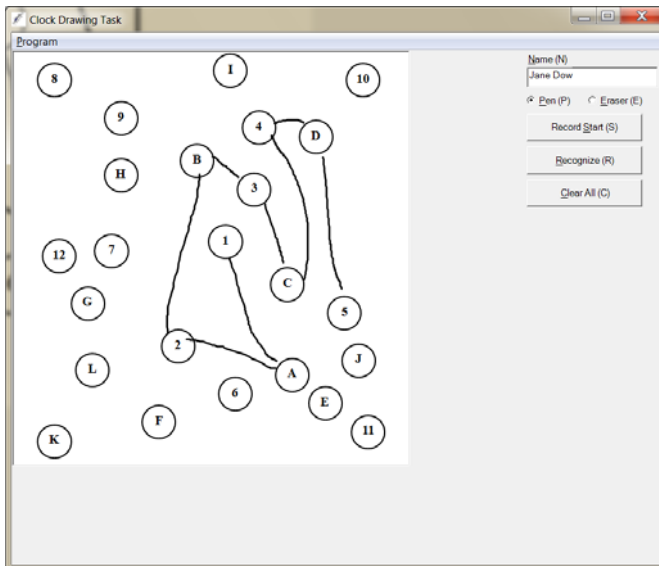 Clock Drawing Task
Program
Name (N)
Jane Dow
Pen (P) Eraser (E)
Record Start (S)
Recognize (R)
Clear All (C)
I
8 10
9
4 D
B
H
3
1
12 7
C
G
5
2
J
L A
6 E
F
11
K